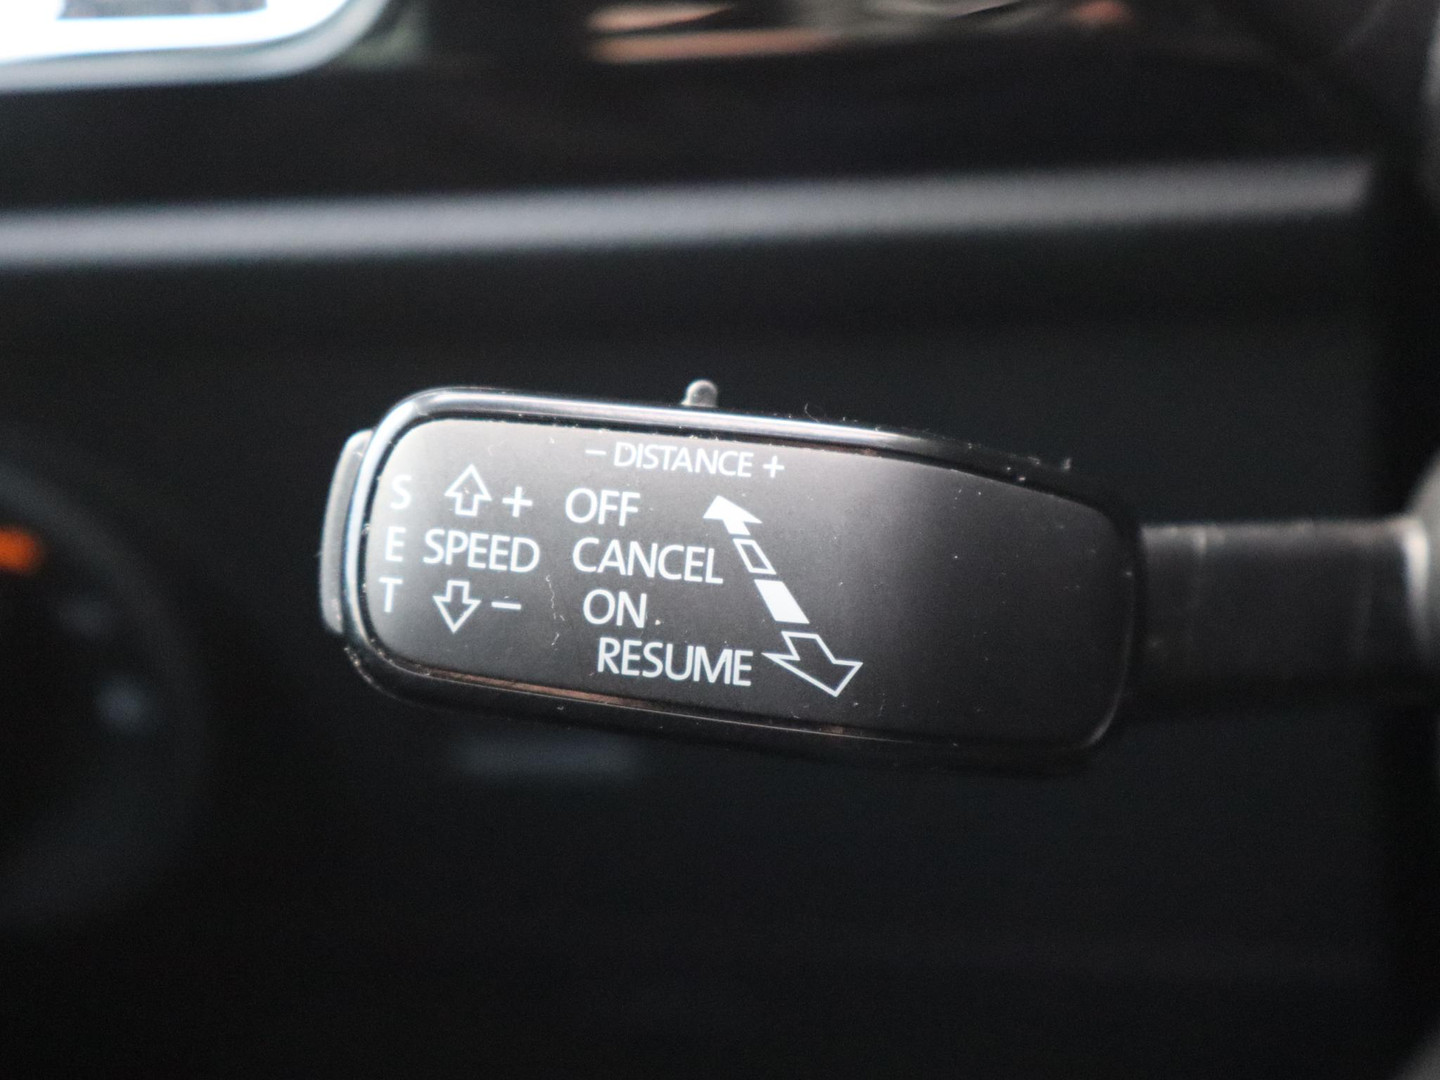 – DISTANCE +
S + OFF
E SPEED CANCEL
T – ON
RESUME